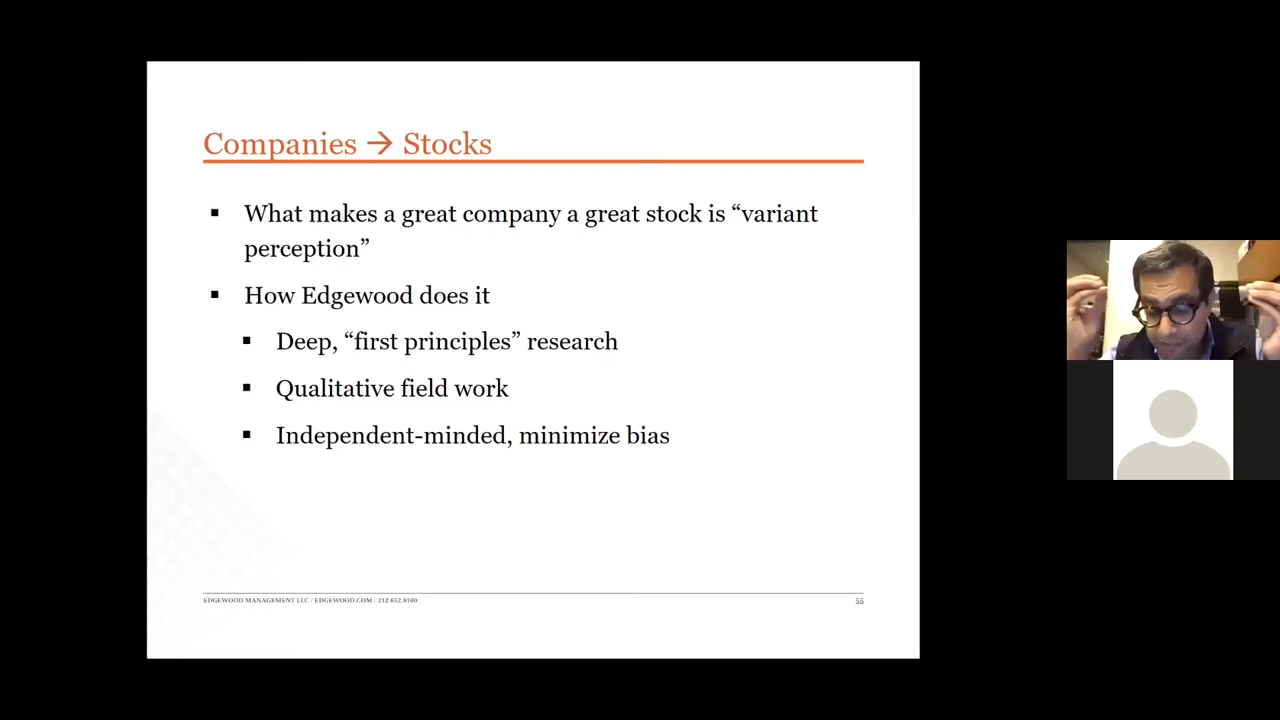 Companies → Stocks
▪ What makes a great company a great stock is “variant
perception”
▪ How Edgewood does it
▪ Deep, “first principles” research
▪ Qualitative field work
▪ Independent-minded, minimize bias
EDGEWOOD MANAGEMENT LLC / EDGEWOOD.COM / 212.652.9100
55